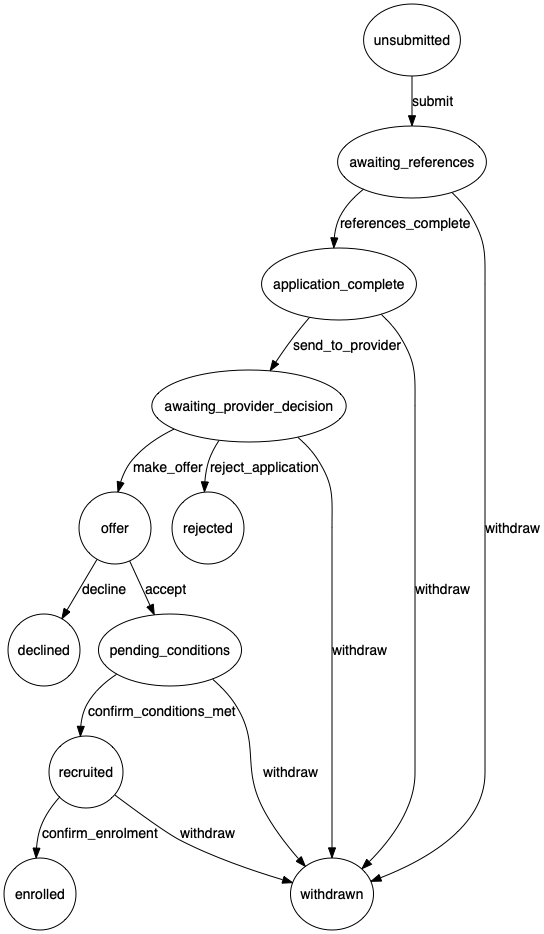 unsubmitted
submit
awaiting_references
references_complete
application_complete
send_to_provider
awaiting_provider_decision
make_offer
reject_application
offer
rejected
withdraw
decline
accept
withdraw
declined
pending_conditions
withdraw
confirm_conditions_met
recruited
withdraw
confirm_enrolment
withdraw
enrolled
withdrawn